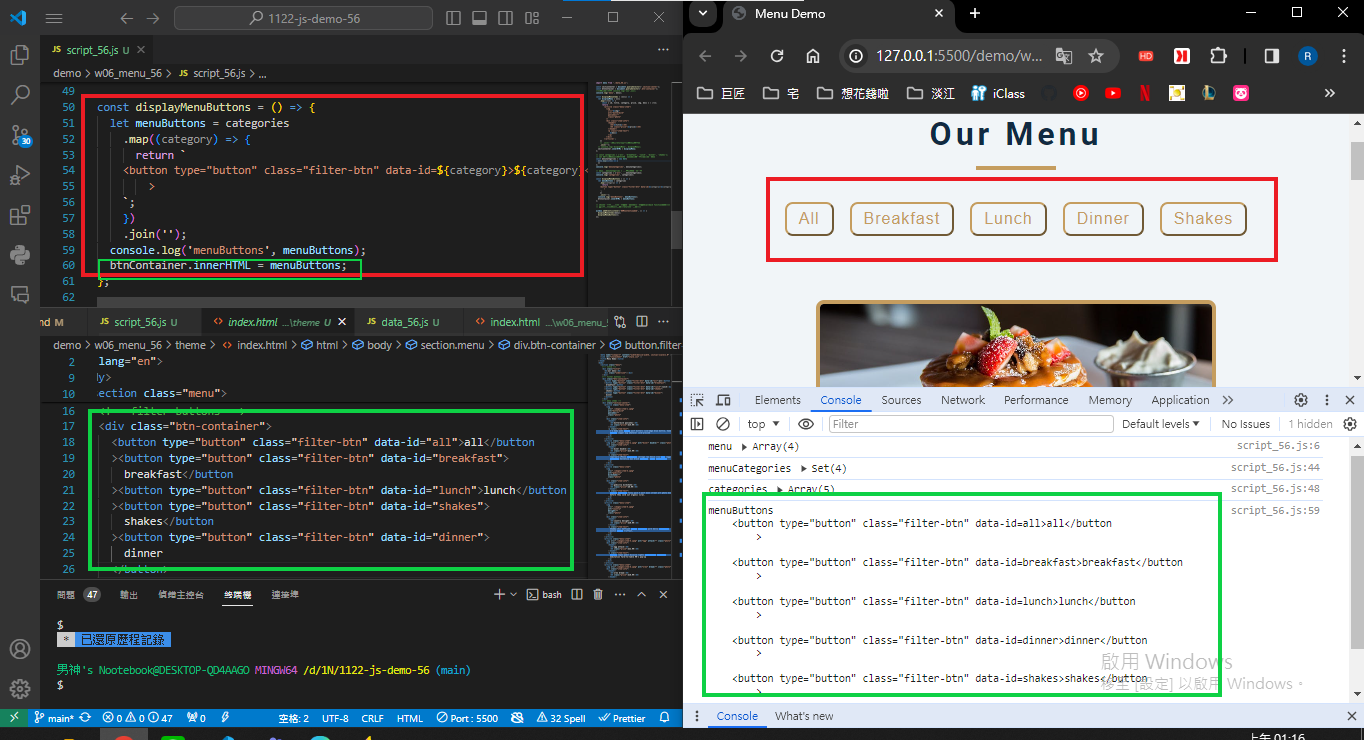 1122-js-demo-56
JS script_56.js U
demo > w06_menu_56 > JS script_56.js > ...
49
50 const displayMenuButtons = () => {
51 let menuButtons = categories
52 .map((category) => {
53 return `
54 <button type="button" class="filter-btn" data-id=${category}>${category}<
55 >
56 `;
57 })
58 .join('');
59 console.log('menuButtons', menuButtons);
60 btnContainer.innerHTML = menuButtons;
61 };
62
nd M JS script_56.js U <> index.html ...\theme U JS data_56.js U <> index.html ...\w06_menu_
demo > w06_menu_56 > theme > <> index.html > html > body > section.menu > div.btn-container > button.filter-
2 lang="en">
9 y>
10 ection class="menu">
16
17 <div class="btn-container">
18 <button type="button" class="filter-btn" data-id="all">all</button
19 ><button type="button" class="filter-btn" data-id="breakfast">
20 breakfast</button
21 ><button type="button" class="filter-btn" data-id="lunch">lunch</button
22 ><button type="button" class="filter-btn" data-id="shakes">
23 shakes</button
24 ><button type="button" class="filter-btn" data-id="dinner">
25 dinner
26 </button>
問題 47 輸出 偵錯主控台 終端機 連接埠
bash
$
* 已還原歷程記錄
男神's Nootebook@DESKTOP-QD4AAGO MINGW64 /d/1N/1122-js-demo-56 (main)
$
30
main* 0 0 47 0 空格: 2 UTF-8 CRLF HTML Port : 5500 32 Spell Prettier
Menu Demo
127.0.0.1:5500/demo/w...
HD
R
巨匠 宅 想花錢啦 淡江 iClass
Our Menu
All Breakfast Lunch Dinner Shakes
Elements Console Sources Network Performance Memory Application
top Filter Default levels No Issues 1 hidden
menu ▶ Array(4) script_56.js:6
menuCategories ▶ Set(4) script_56.js:44
categories ▶ Array(5) script_56.js:48
menuButtons script_56.js:59
<button type="button" class="filter-btn" data-id=all>all</button
>
<button type="button" class="filter-btn" data-id=breakfast>breakfast</button
>
<button type="button" class="filter-btn" data-id=lunch>lunch</button
>
<button type="button" class="filter-btn" data-id=dinner>dinner</button
>
<button type="button" class="filter-btn" data-id=shakes>shakes</button
>
啟用 Windows
移至 [設定] 以啟用 Windows。
Console What's new
上午 01:16